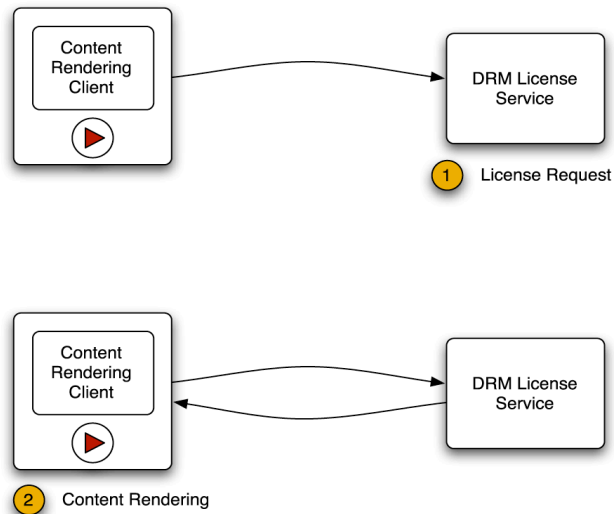 Content
Rendering
Client
DRM License
Service
1 License Request
Content
Rendering
Client
DRM License
Service
2 Content Rendering